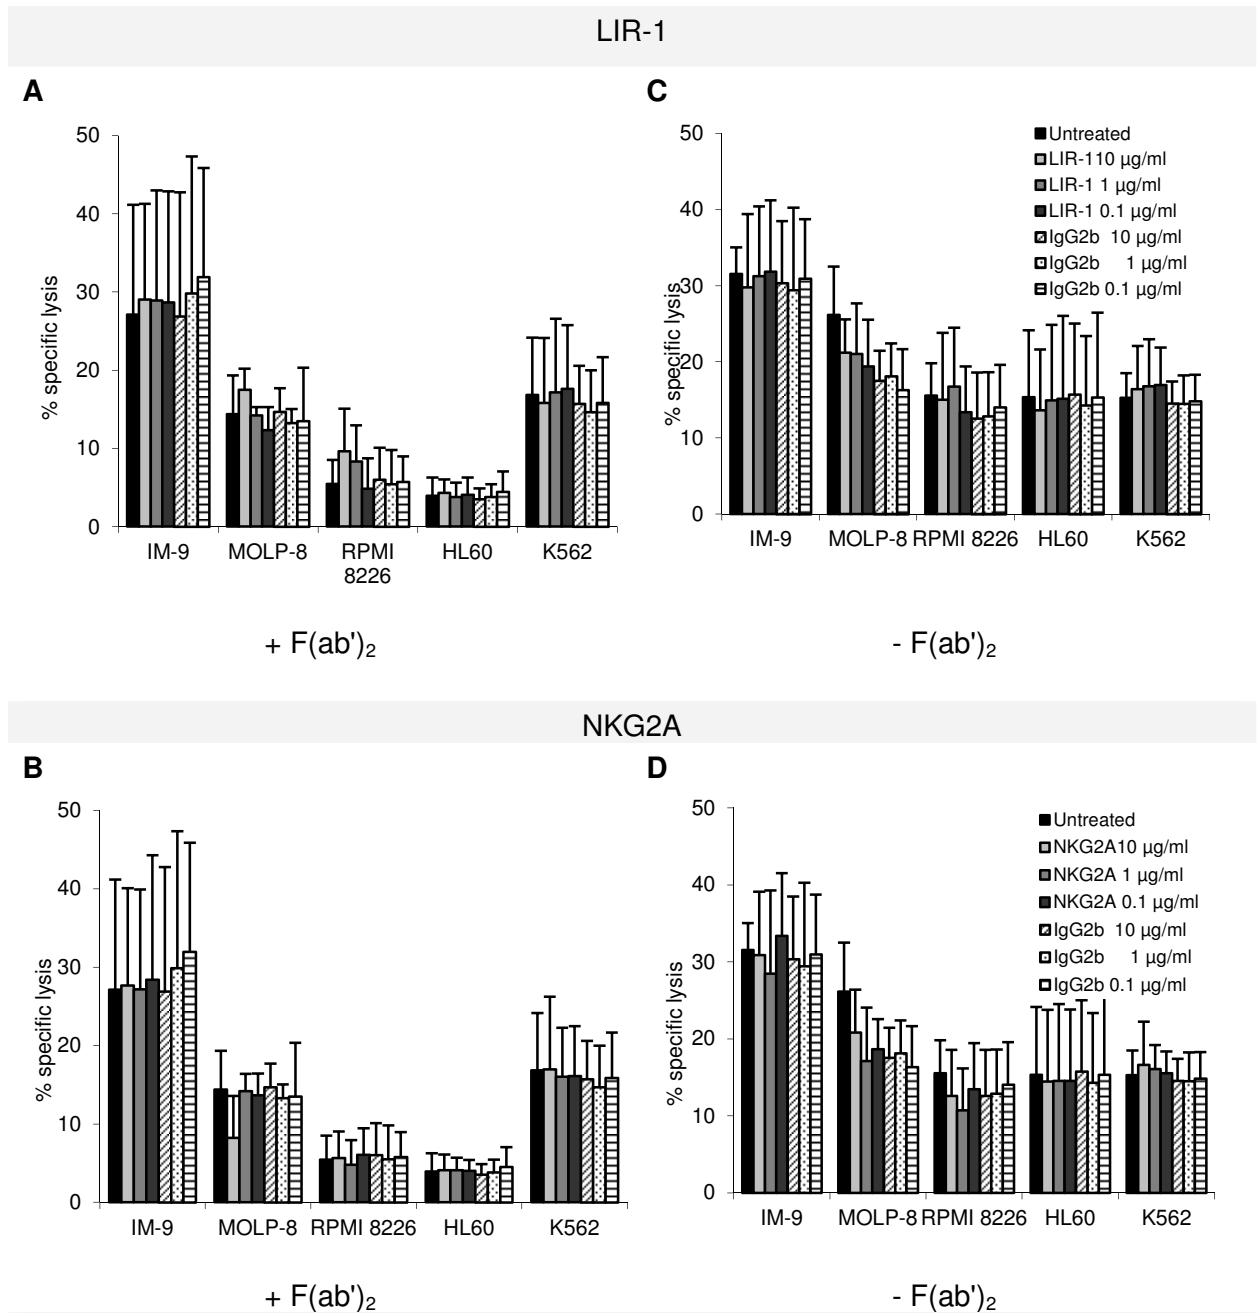 LIR-1
A
50
40
30
20
10
0
% specific lysis
IM-9
MOLP-8
RPMI
8226
HL60
K562
+ F(ab')₂
C
50
40
30
20
10
0
% specific lysis
Untreated
LIR-110 µg/ml
LIR-1 1 µg/ml
LIR-1 0.1 µg/ml
IgG2b 10 µg/ml
IgG2b 1 µg/ml
IgG2b 0.1 µg/ml
IM-9
MOLP-8
RPMI 8226
HL60
K562
- F(ab')₂
NKG2A
B
50
40
30
20
10
0
% specific lysis
IM-9
MOLP-8
RPMI 8226
HL60
K562
+ F(ab')₂
D
50
40
30
20
10
0
% specific lysis
Untreated
NKG2A10 µg/ml
NKG2A 1 µg/ml
NKG2A 0.1 µg/ml
IgG2b 10 µg/ml
IgG2b 1 µg/ml
IgG2b 0.1 µg/ml
IM-9
MOLP-8
RPMI 8226
HL60
K562
- F(ab')₂